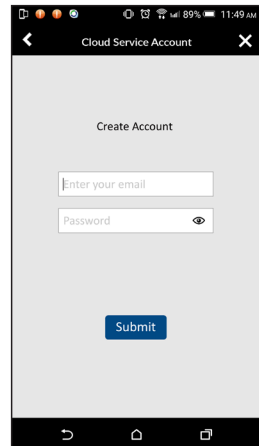 89% 11:49 AM
Cloud Service Account
Create Account
Enter your email
Password
Submit